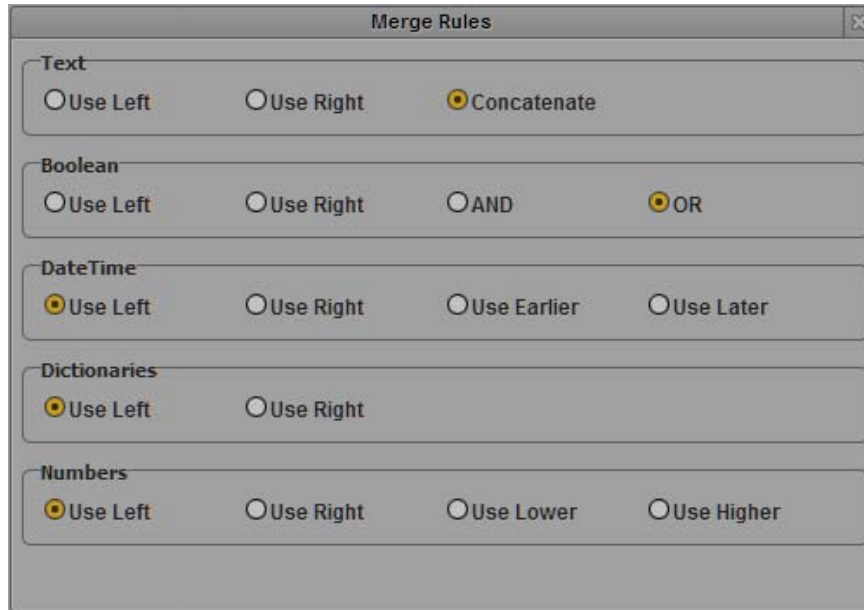 Merge Rules
Text
Use Left Use Right Concatenate
Boolean
Use Left Use Right AND OR
DateTime
Use Left Use Right Use Earlier Use Later
Dictionaries
Use Left Use Right
Numbers
Use Left Use Right Use Lower Use Higher